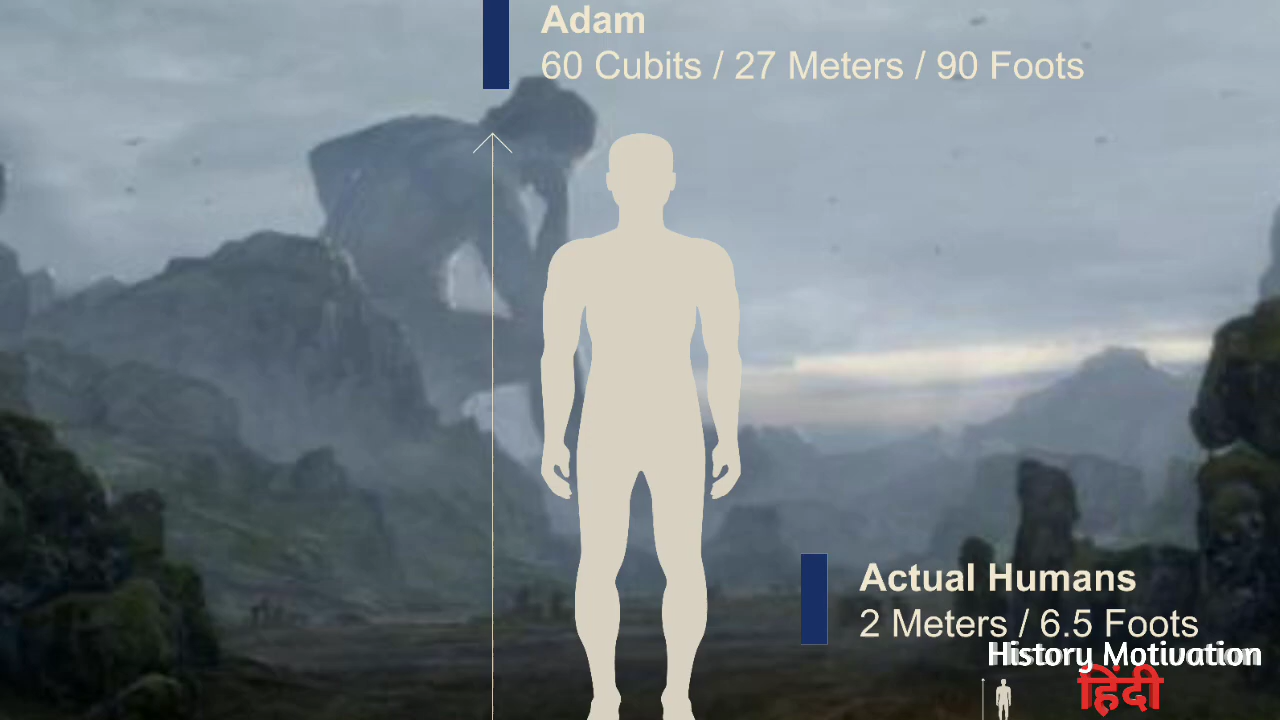 Adam
60 Cubits / 27 Meters / 90 Foots
Actual Humans
2 Meters / 6.5 Foots
History Motivation
हिंदी